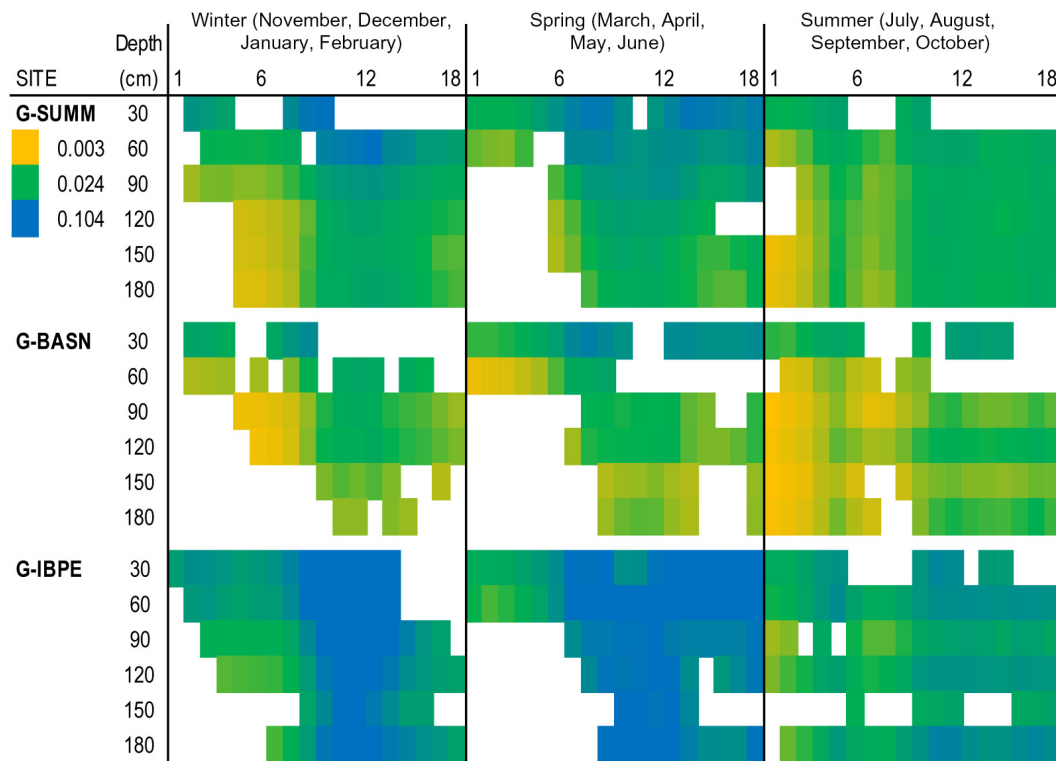 Winter (November, December, January, February)
Spring (March, April, May, June)
Summer (July, August, September, October)
Depth
SITE (cm) 1 6 12 18 1 6 12 18 1 6 12 18
G-SUMM 30
0.003 60
0.024 90
0.104 120
150
180
G-BASN 30
60
90
120
150
180
G-IBPE 30
60
90
120
150
180